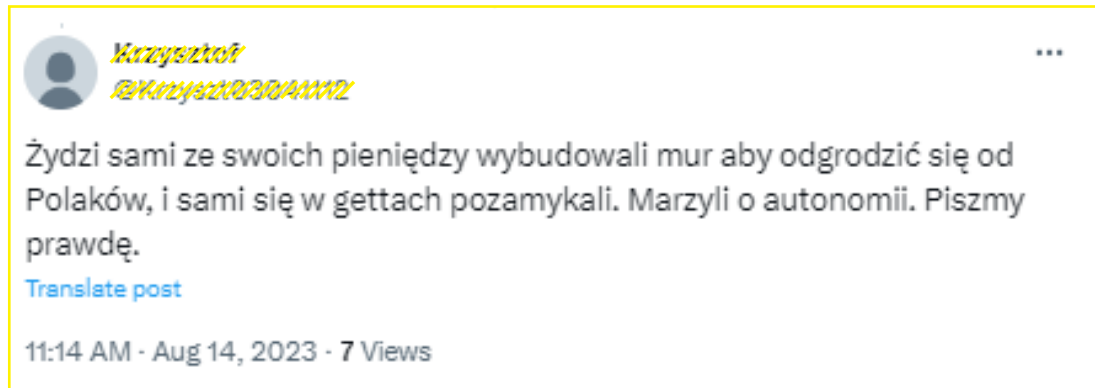 Żydzi sami ze swoich pieniędzy wybudowali mur aby odgrodzić się od
Polaków, i sami się w gettach pozamykali. Marzyli o autonomii. Piszmy
prawdę.
Translate post
11:14 AM · Aug 14, 2023 · 7 Views